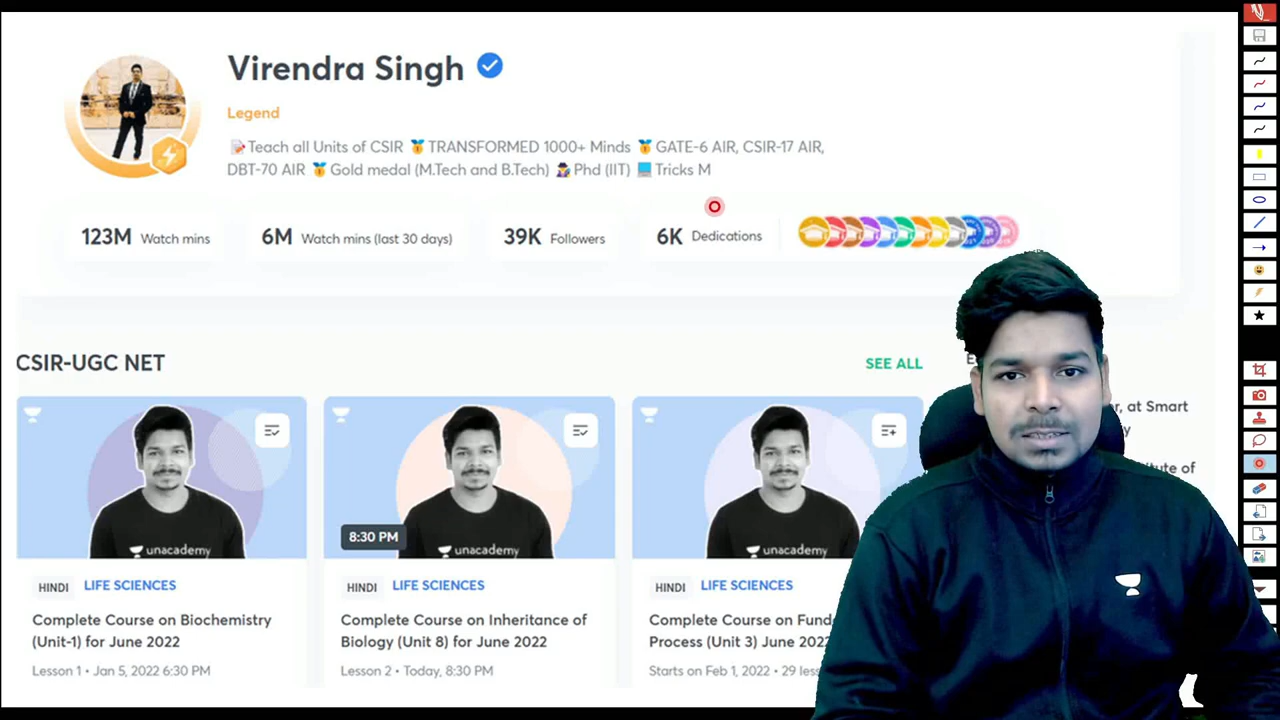 Virendra Singh
Legend
Teach all Units of CSIR 🥇 TRANSFORMED 1000+ Minds 🥇 GATE-6 AIR, CSIR-17 AIR,
DBT-70 AIR 🥇 Gold medal (M.Tech and B.Tech) Phd (IIT) Tricks M
123M Watch mins 6M Watch mins (last 30 days) 39K Followers 6K Dedications
CSIR-UGC NET SEE ALL
, at Smart
itute of
unacademy unacademy unacademy
8:30 PM
HINDI LIFE SCIENCES
Complete Course on Biochemistry
(Unit-1) for June 2022
Lesson 1 • Jan 5, 2022 6:30 PM
HINDI LIFE SCIENCES
Complete Course on Inheritance of
Biology (Unit 8) for June 2022
Lesson 2 • Today, 8:30 PM
HINDI LIFE SCIENCES
Complete Course on Fund
Process (Unit 3) June 2022
Starts on Feb 1, 2022 • 29 less